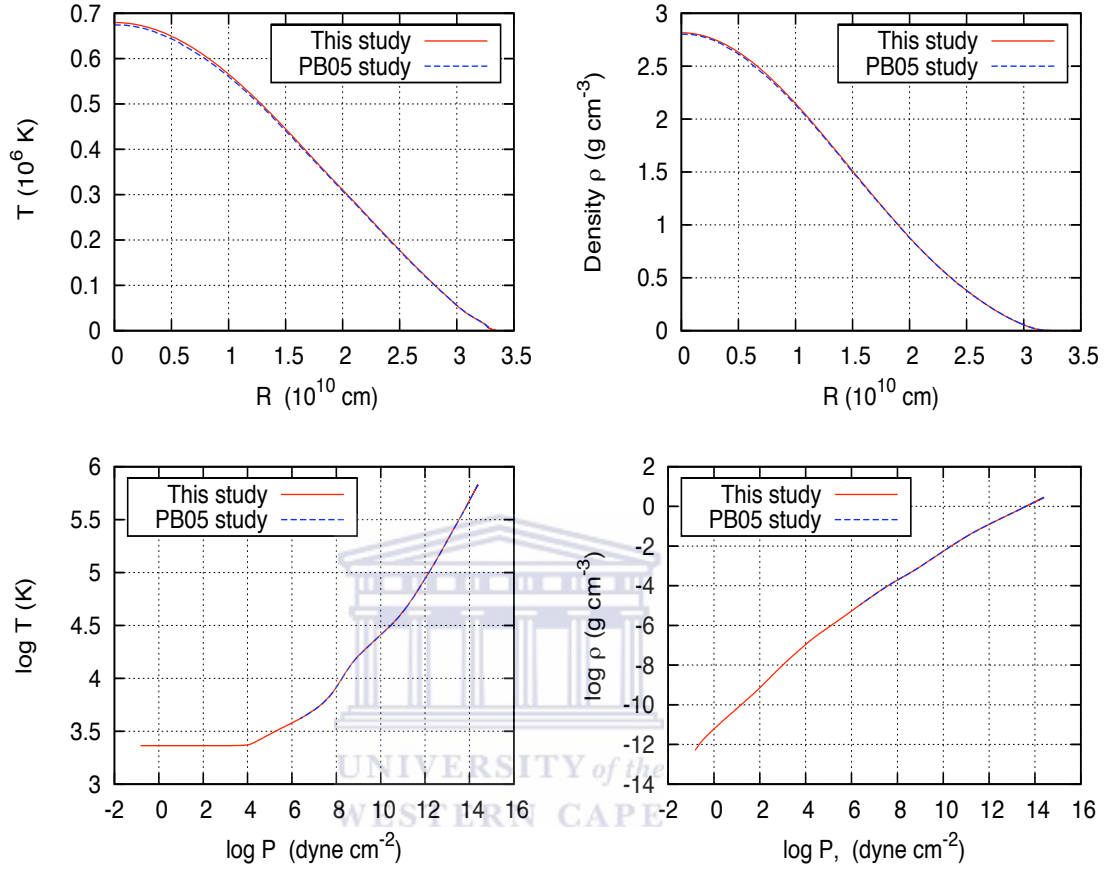 This study
PB05 study
T (10^6 K)
0.7
0.6
0.5
0.4
0.3
0.2
0.1
0
0 0.5 1 1.5 2 2.5 3 3.5
R (10^10 cm)
This study
PB05 study
Density ρ (g cm^-3)
3
2.5
2
1.5
1
0.5
0
0 0.5 1 1.5 2 2.5 3 3.5
R (10^10 cm)
This study
PB05 study
log T (K)
6
5.5
5
4.5
4
3.5
3
-2 0 2 4 6 8 10 12 14 16
log P (dyne cm^-2)
This study
PB05 study
log ρ (g cm^-3)
2
0
-2
-4
-6
-8
-10
-12
-14
-2 0 2 4 6 8 10 12 14 16
log P, (dyne cm^-2)
UNIVERSITY of the
WESTERN CAPE